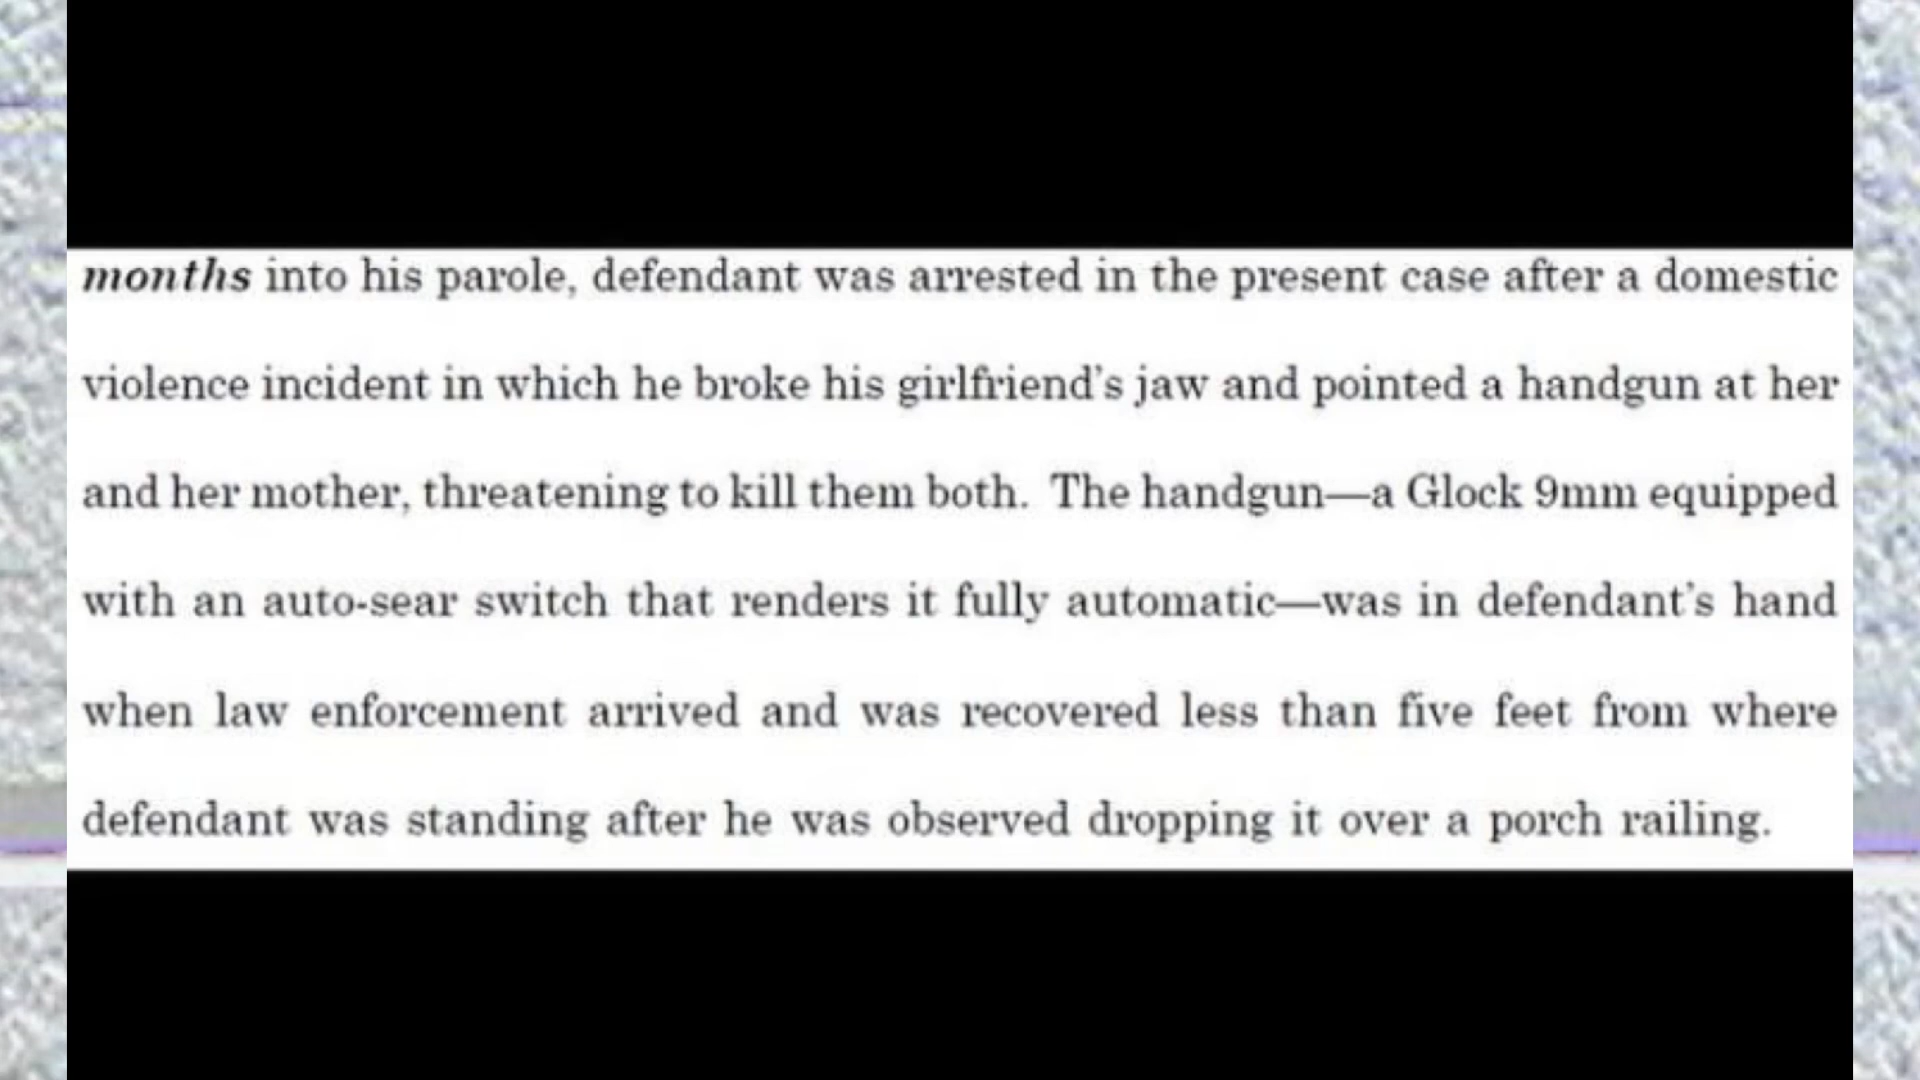 months into his parole, defendant was arrested in the present case after a domestic
violence incident in which he broke his girlfriend's jaw and pointed a handgun at her
and her mother, threatening to kill them both. The handgun—a Glock 9mm equipped
with an auto-sear switch that renders it fully automatic—was in defendant's hand
when law enforcement arrived and was recovered less than five feet from where
defendant was standing after he was observed dropping it over a porch railing.